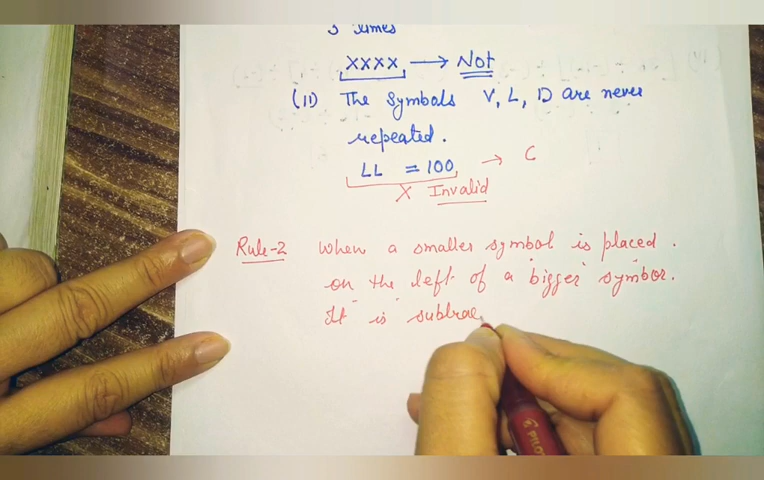 3 times
XXXX → Not
(II) The symbols V, L, D are never
repeated.
LL = 100 → C
X Invalid
Rule-2 When a smaller symbol is placed.
on the left of a bigger symbol.
It is subtrac
PILOT